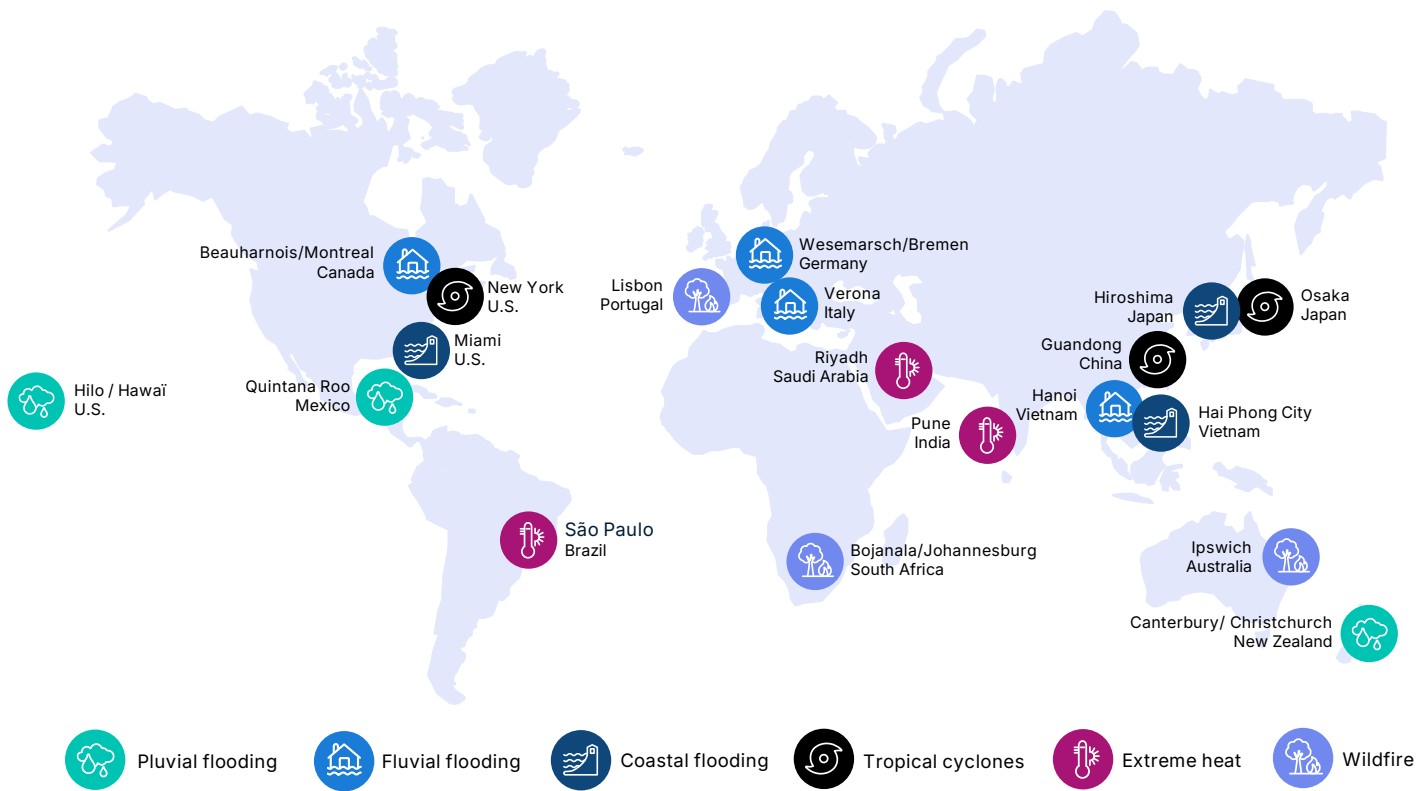 Beauharnois/Montreal
Canada
New York
U.S.
Miami
U.S.
Hilo / Hawaï
U.S.
Quintana Roo
Mexico
São Paulo
Brazil
Lisbon
Portugal
Wesemarsch/Bremen
Germany
Verona
Italy
Riyadh
Saudi Arabia
Pune
India
Bojanala/Johannesburg
South Africa
Hiroshima
Japan
Osaka
Japan
Guandong
China
Hanoi
Vietnam
Hai Phong City
Vietnam
Ipswich
Australia
Canterbury/ Christchurch
New Zealand
Pluvial flooding
Fluvial flooding
Coastal flooding
Tropical cyclones
Extreme heat
Wildfire